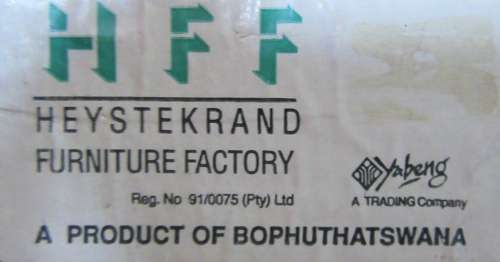 HFF
HEYSTEKRAND
FURNITURE FACTORY
Reg. No 91/0075 (Pty) Ltd
Yabeng
A TRADING Company
A PRODUCT OF BOPHUTHATSWANA